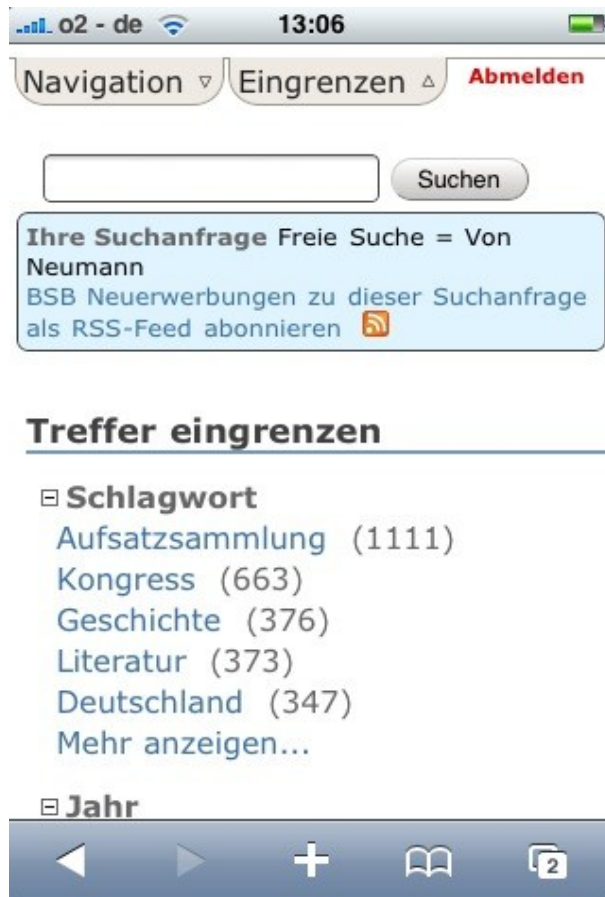 o2 - de 13:06
Navigation ▿ Eingrenzen ▵ Abmelden
Suchen
Ihre Suchanfrage Freie Suche = Von
Neumann
BSB Neuerwerbungen zu dieser Suchanfrage
als RSS-Feed abonnieren
Treffer eingrenzen
Schlagwort
Aufsatzsammlung (1111)
Kongress (663)
Geschichte (376)
Literatur (373)
Deutschland (347)
Mehr anzeigen...
Jahr
2